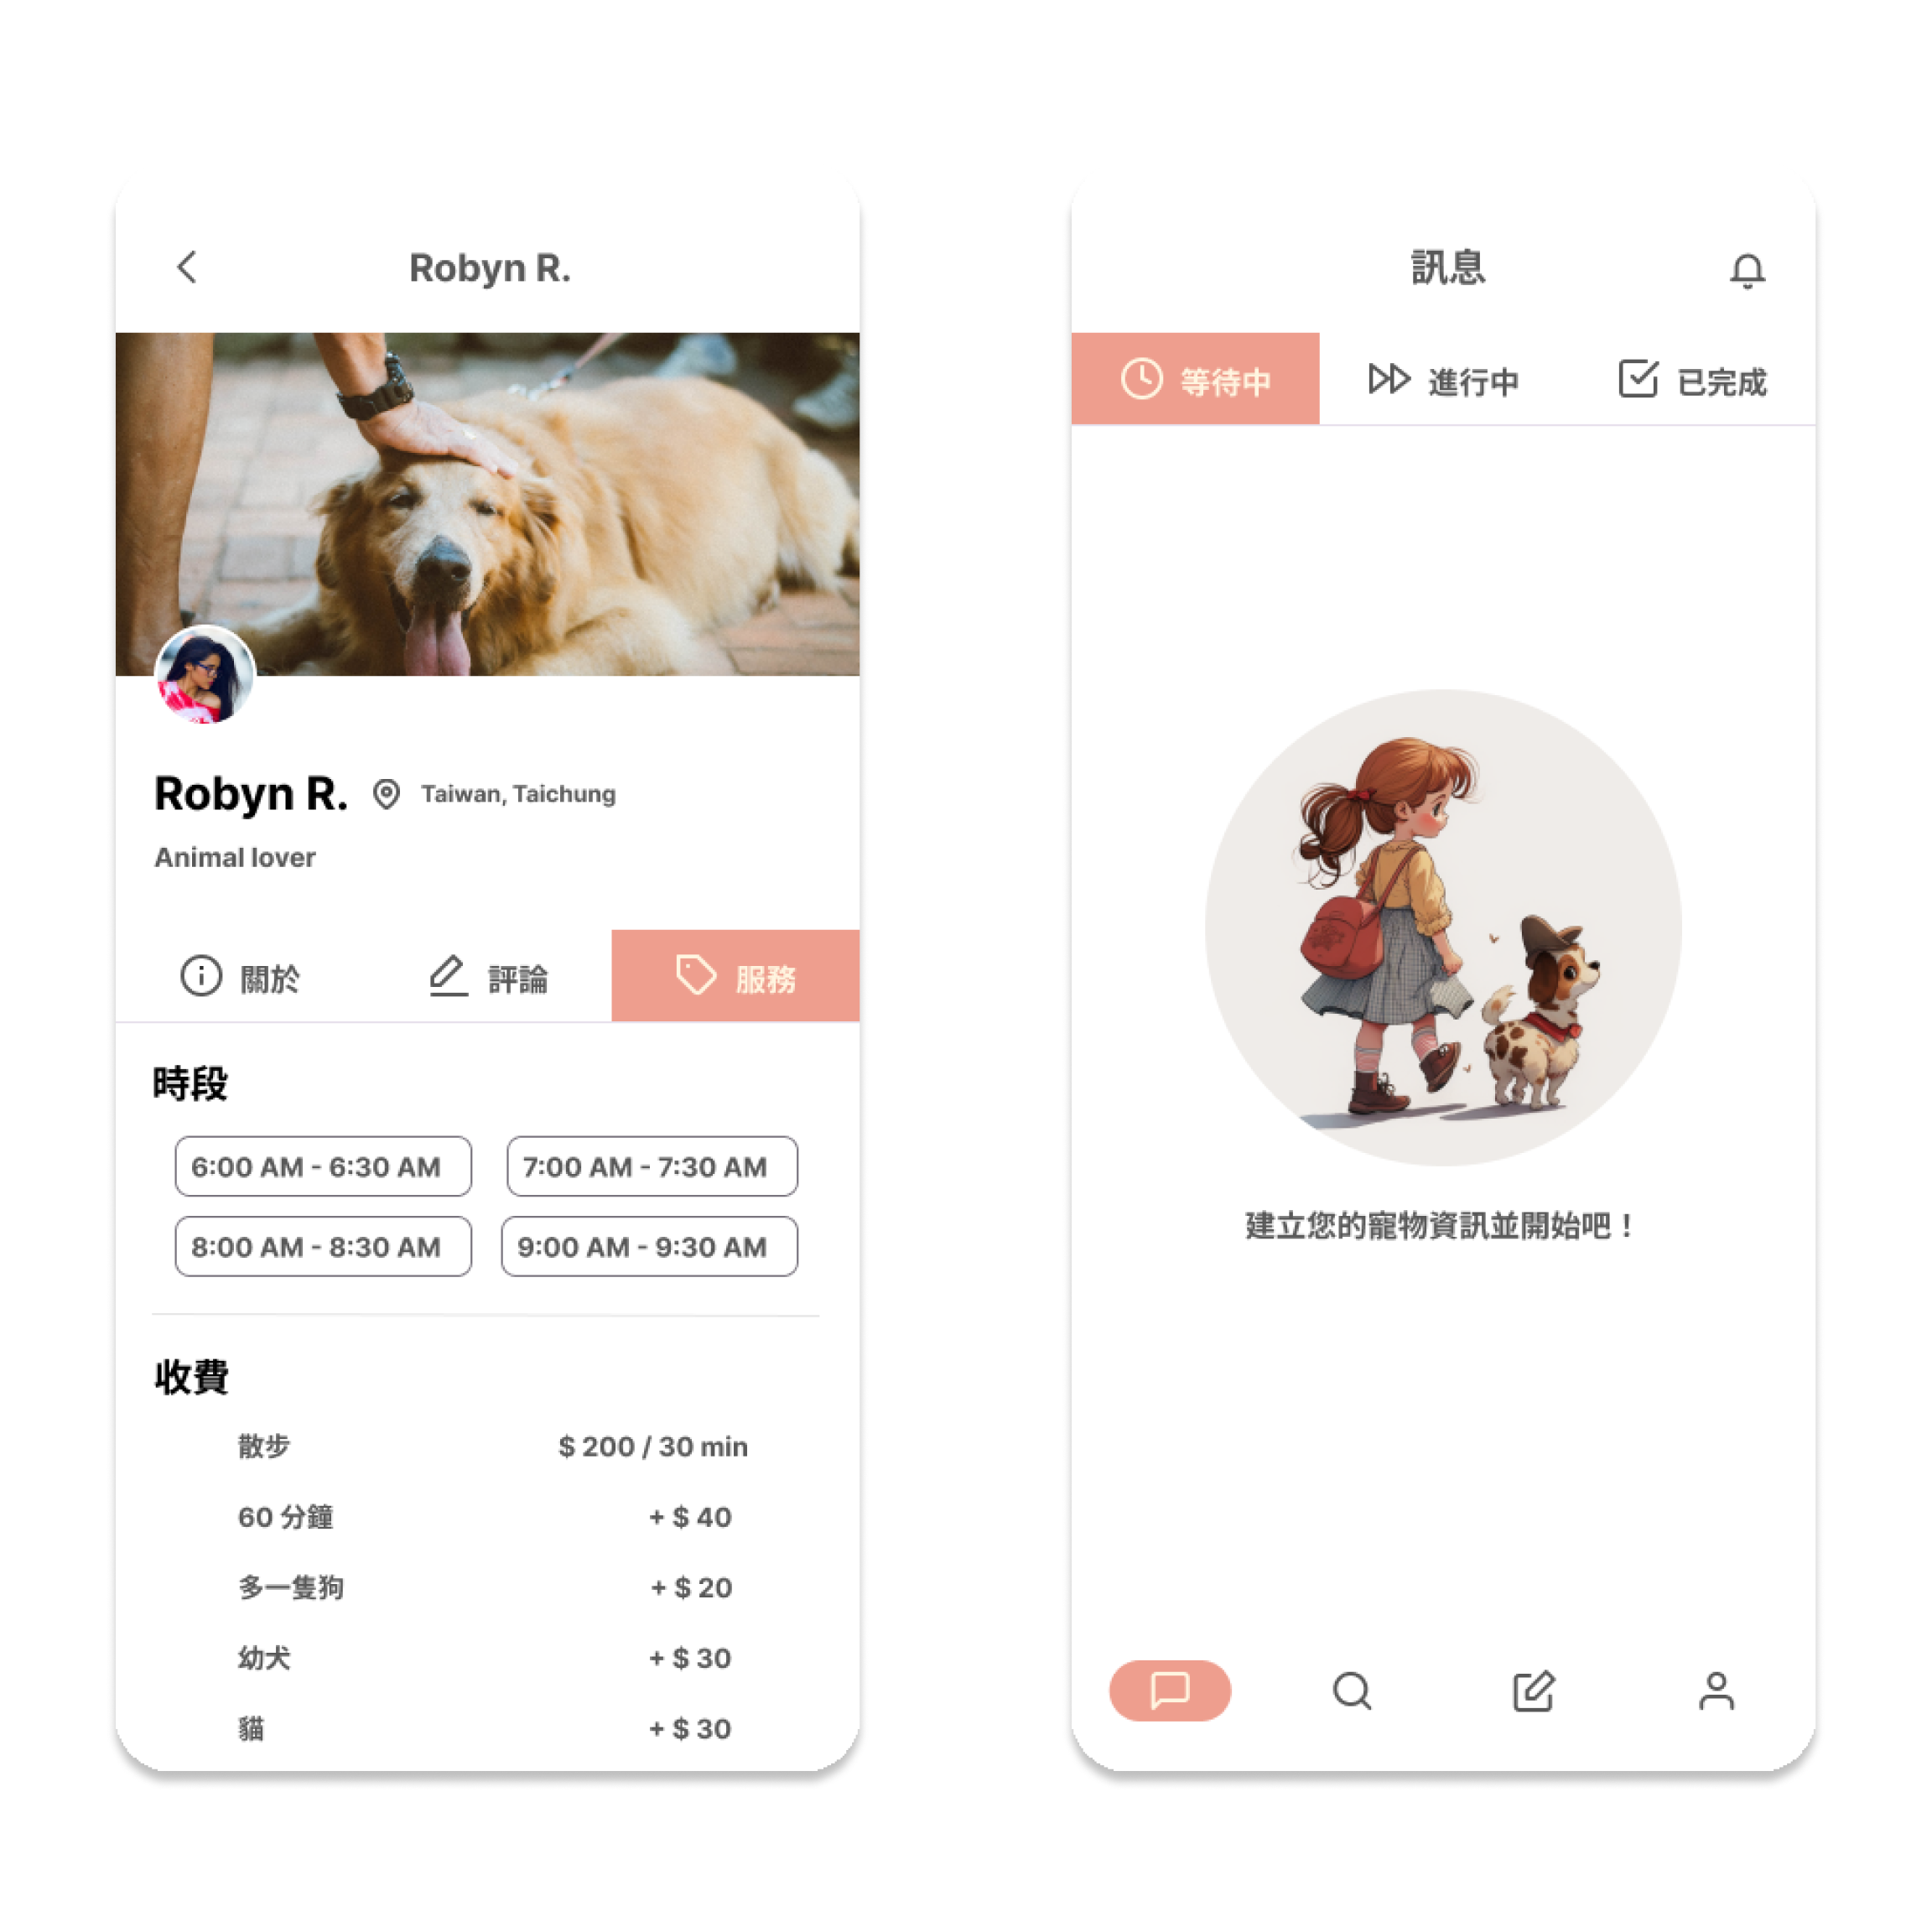 Robyn R.
Robyn R.
Taiwan, Taichung
Animal lover
關於
評論
服務
時段
6:00 AM - 6:30 AM
7:00 AM - 7:30 AM
8:00 AM - 8:30 AM
9:00 AM - 9:30 AM
收費
散步 $ 200 / 30 min
60 分鐘 + $ 40
多一隻狗 + $ 20
幼犬 + $ 30
貓 + $ 30
訊息
等待中
進行中
已完成
建立您的寵物資訊並開始吧！